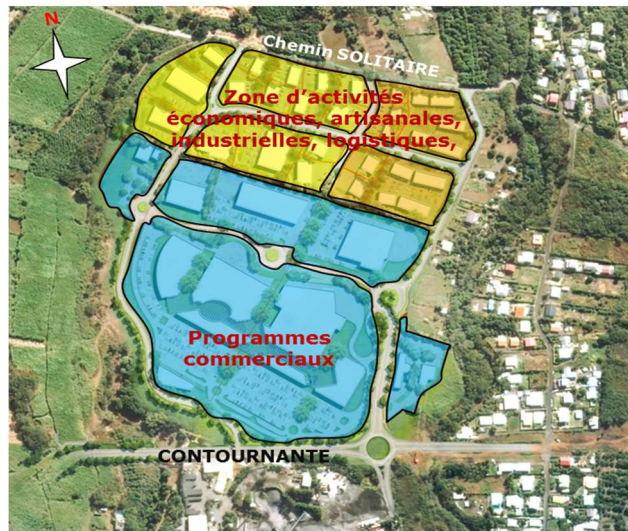 N
Chemin SOLITAIRE
Zone d’activités
économiques, artisanales,
industrielles, logistiques,
Programmes
commerciaux
CONTOURNANTE